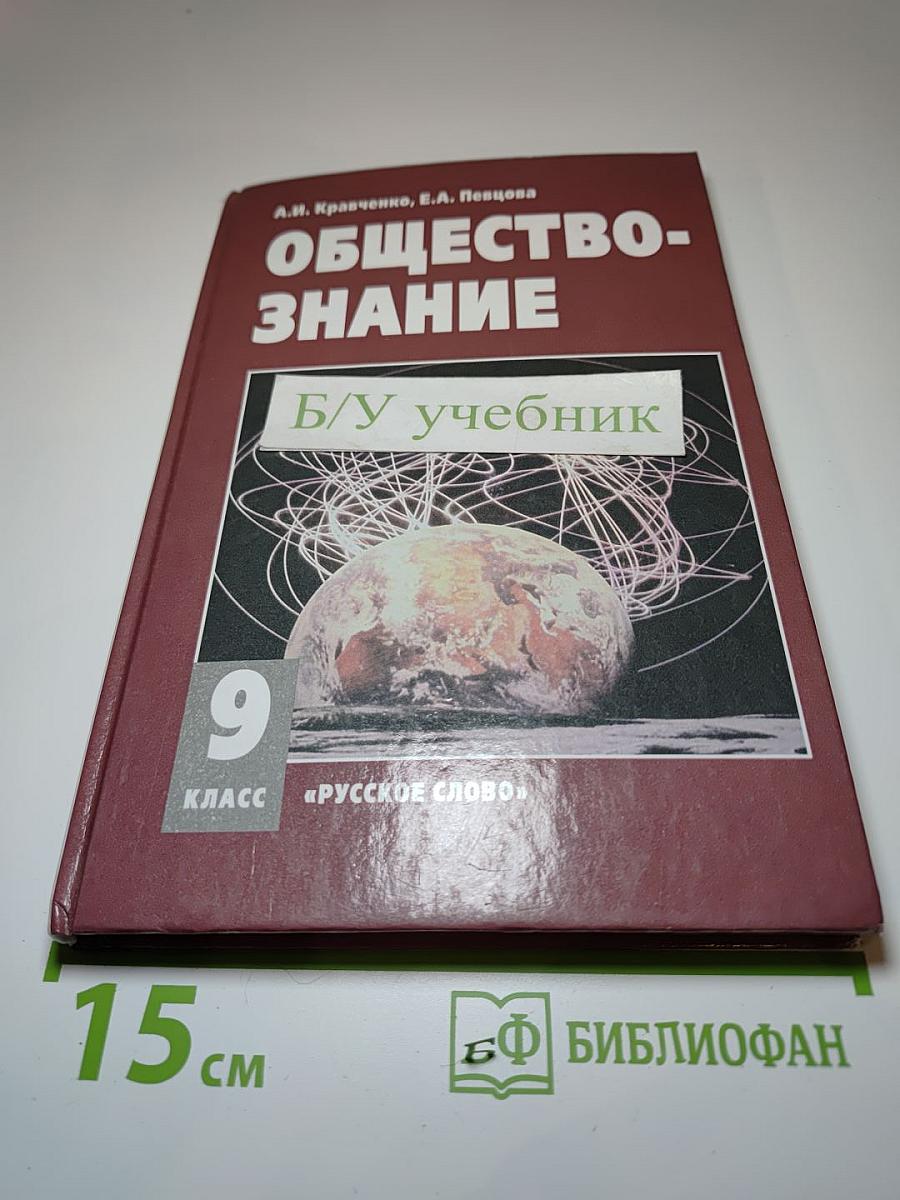 А.И. Кравченко, Е.А. Певцова
ОБЩЕСТВО-
ЗНАНИЕ
Б/У учебник
9
КЛАСС
«РУССКОЕ СЛОВО»
15 см
БФ БИБЛИОФАН